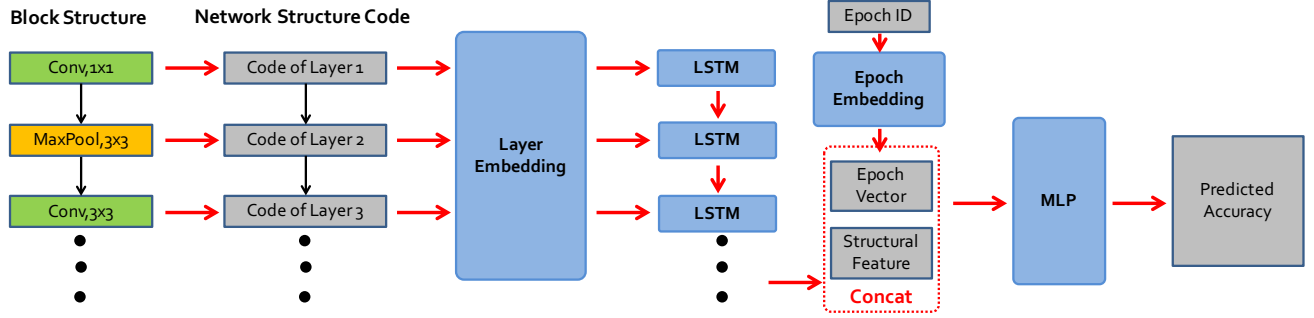 Block Structure
Network Structure Code
Conv,1x1
Code of Layer 1
MaxPool,3x3
Code of Layer 2
Conv,3x3
Code of Layer 3
Layer
Embedding
LSTM
LSTM
LSTM
Epoch ID
Epoch
Embedding
Epoch
Vector
Structural
Feature
Concat
MLP
Predicted
Accuracy